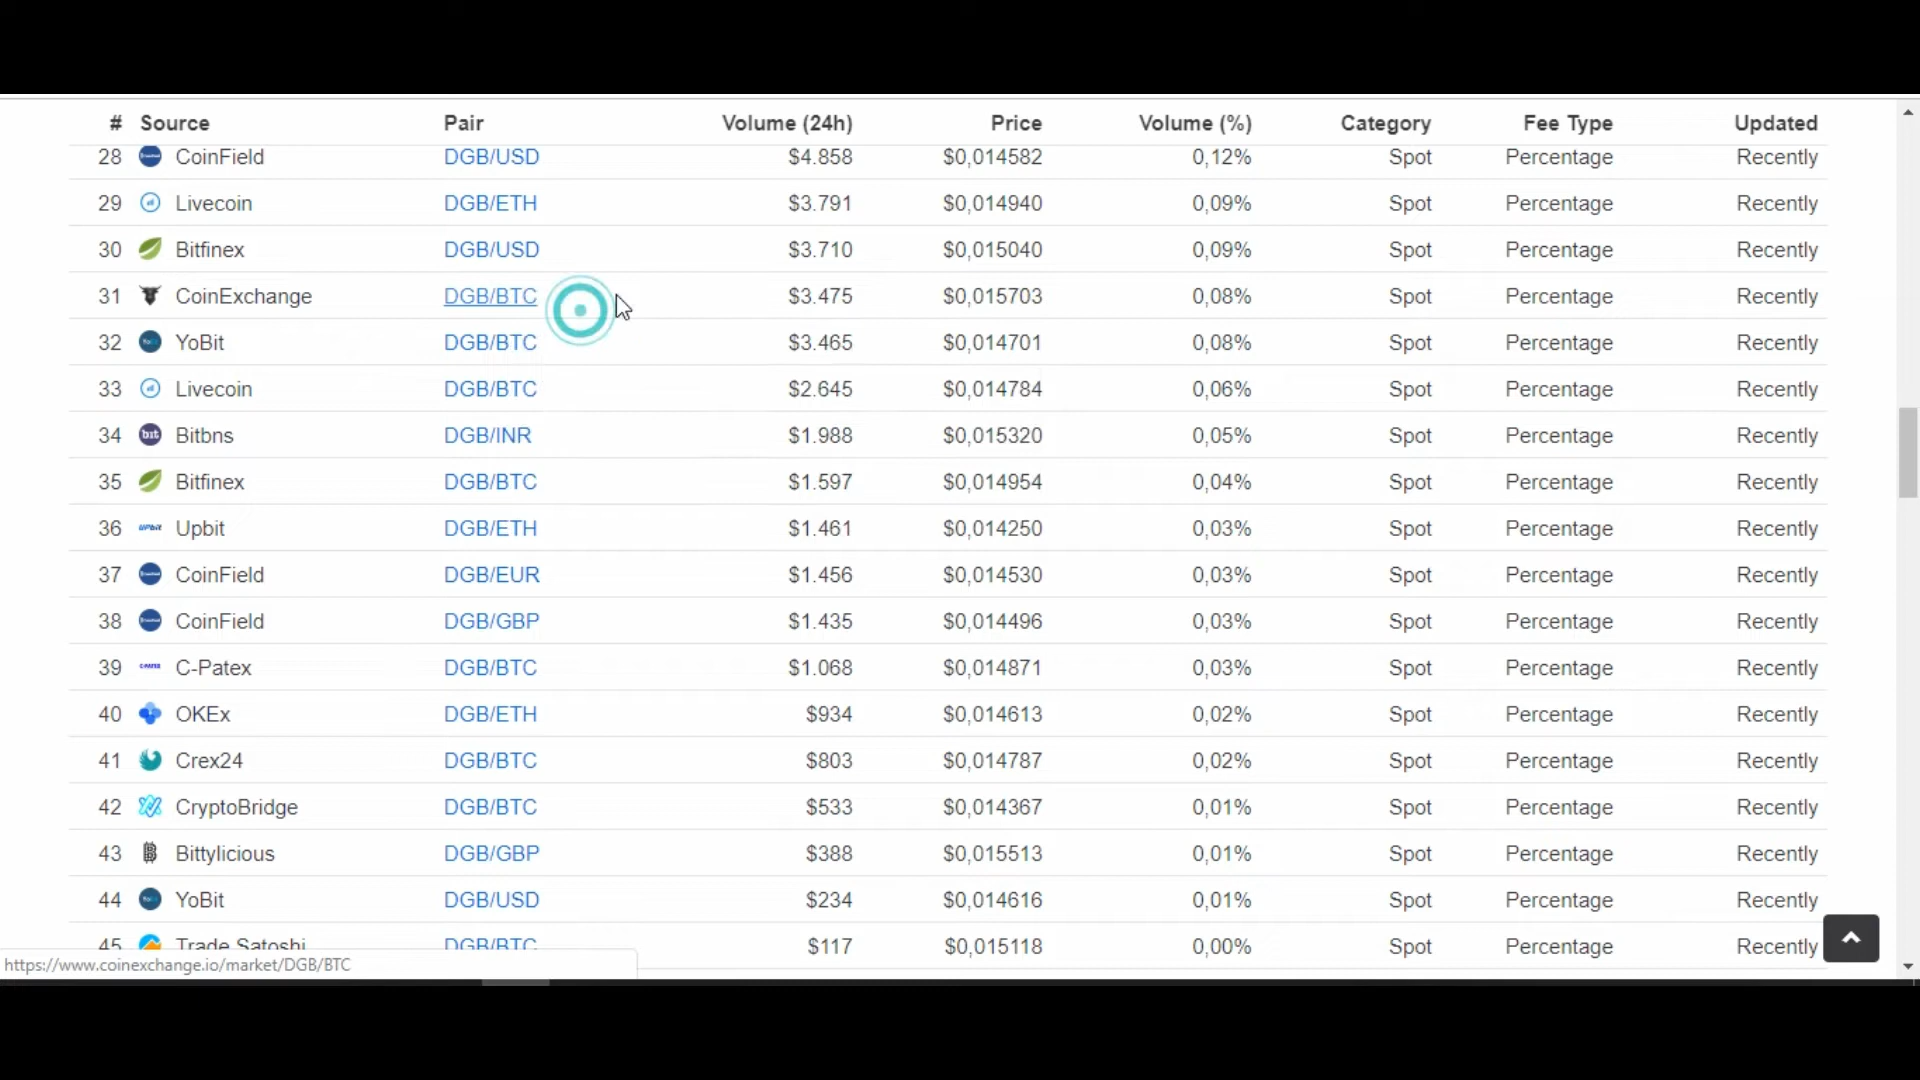 # Source Pair Volume (24h) Price Volume (%) Category Fee Type Updated
28 CoinField DGB/USD $4.858 $0,014582 0,12% Spot Percentage Recently
29 Livecoin DGB/ETH $3.791 $0,014940 0,09% Spot Percentage Recently
30 Bitfinex DGB/USD $3.710 $0,015040 0,09% Spot Percentage Recently
31 CoinExchange DGB/BTC $3.475 $0,015703 0,08% Spot Percentage Recently
32 YoBit DGB/BTC $3.465 $0,014701 0,08% Spot Percentage Recently
33 Livecoin DGB/BTC $2.645 $0,014784 0,06% Spot Percentage Recently
34 bit Bitbns DGB/INR $1.988 $0,015320 0,05% Spot Percentage Recently
35 Bitfinex DGB/BTC $1.597 $0,014954 0,04% Spot Percentage Recently
36 UPbit Upbit DGB/ETH $1.461 $0,014250 0,03% Spot Percentage Recently
37 CoinField DGB/EUR $1.456 $0,014530 0,03% Spot Percentage Recently
38 CoinField DGB/GBP $1.435 $0,014496 0,03% Spot Percentage Recently
39 C-Patex DGB/BTC $1.068 $0,014871 0,03% Spot Percentage Recently
40 OKEx DGB/ETH $934 $0,014613 0,02% Spot Percentage Recently
41 Crex24 DGB/BTC $803 $0,014787 0,02% Spot Percentage Recently
42 CryptoBridge DGB/BTC $533 $0,014367 0,01% Spot Percentage Recently
43 Bittylicious DGB/GBP $388 $0,015513 0,01% Spot Percentage Recently
44 YoBit DGB/USD $234 $0,014616 0,01% Spot Percentage Recently
45 Trade Satoshi DGB/BTC $117 $0,015118 0,00% Spot Percentage Recently
https://www.coinexchange.io/market/DGB/BTC